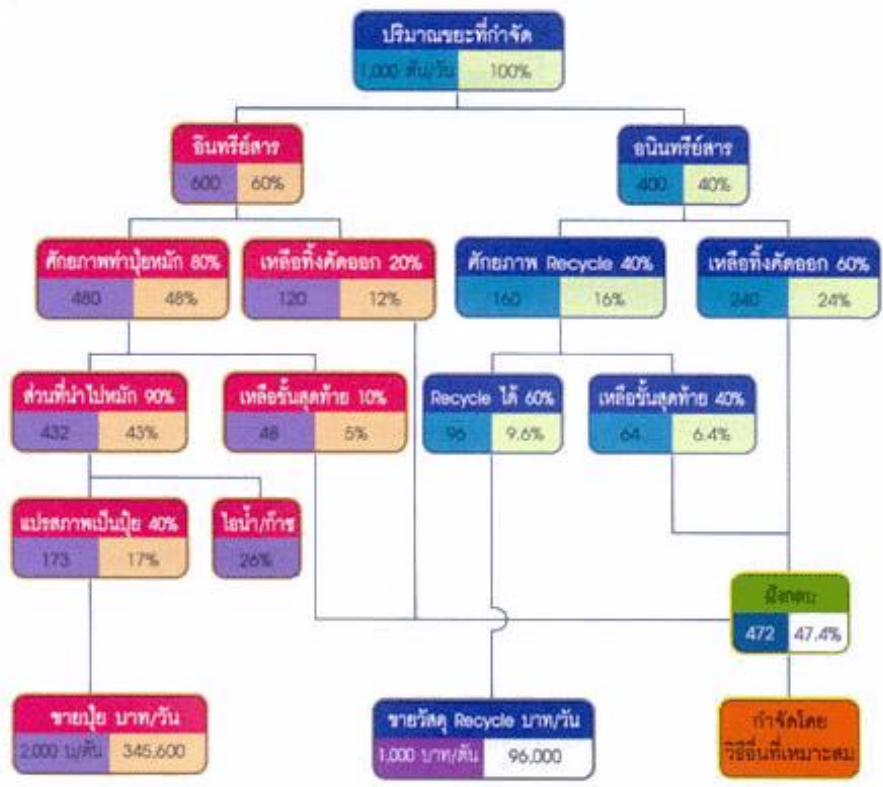 ปริมาณขยะที่กำจัด
1,000 ตัน/วัน 100%
อินทรีย์สาร
600 60%
อนินทรีย์สาร
400 40%
ศักยภาพทำปุ๋ยหมัก 80%
480 48%
เหลือทิ้งคัดออก 20%
120 12%
ศักยภาพ Recycle 40%
160 16%
เหลือทิ้งคัดออก 60%
240 24%
ส่วนที่นำไปหมัก 90%
432 43%
เหลือขั้นสุดท้าย 10%
48 5%
Recycle ได้ 60%
96 9.6%
เหลือขั้นสุดท้าย 40%
64 6.4%
แปรสภาพเป็นปุ๋ย 40%
173 17%
ไอน้ำ/ก๊าซ
26%
ฝังกลบ
472 47.4%
ขายปุ๋ย บาท/วัน
2,000 บ/ตัน 345,600
ขายวัสดุ Recycle บาท/วัน
1,000 บาท/ตัน 96,000
กำจัดโดย
วิธีอื่นที่เหมาะสม